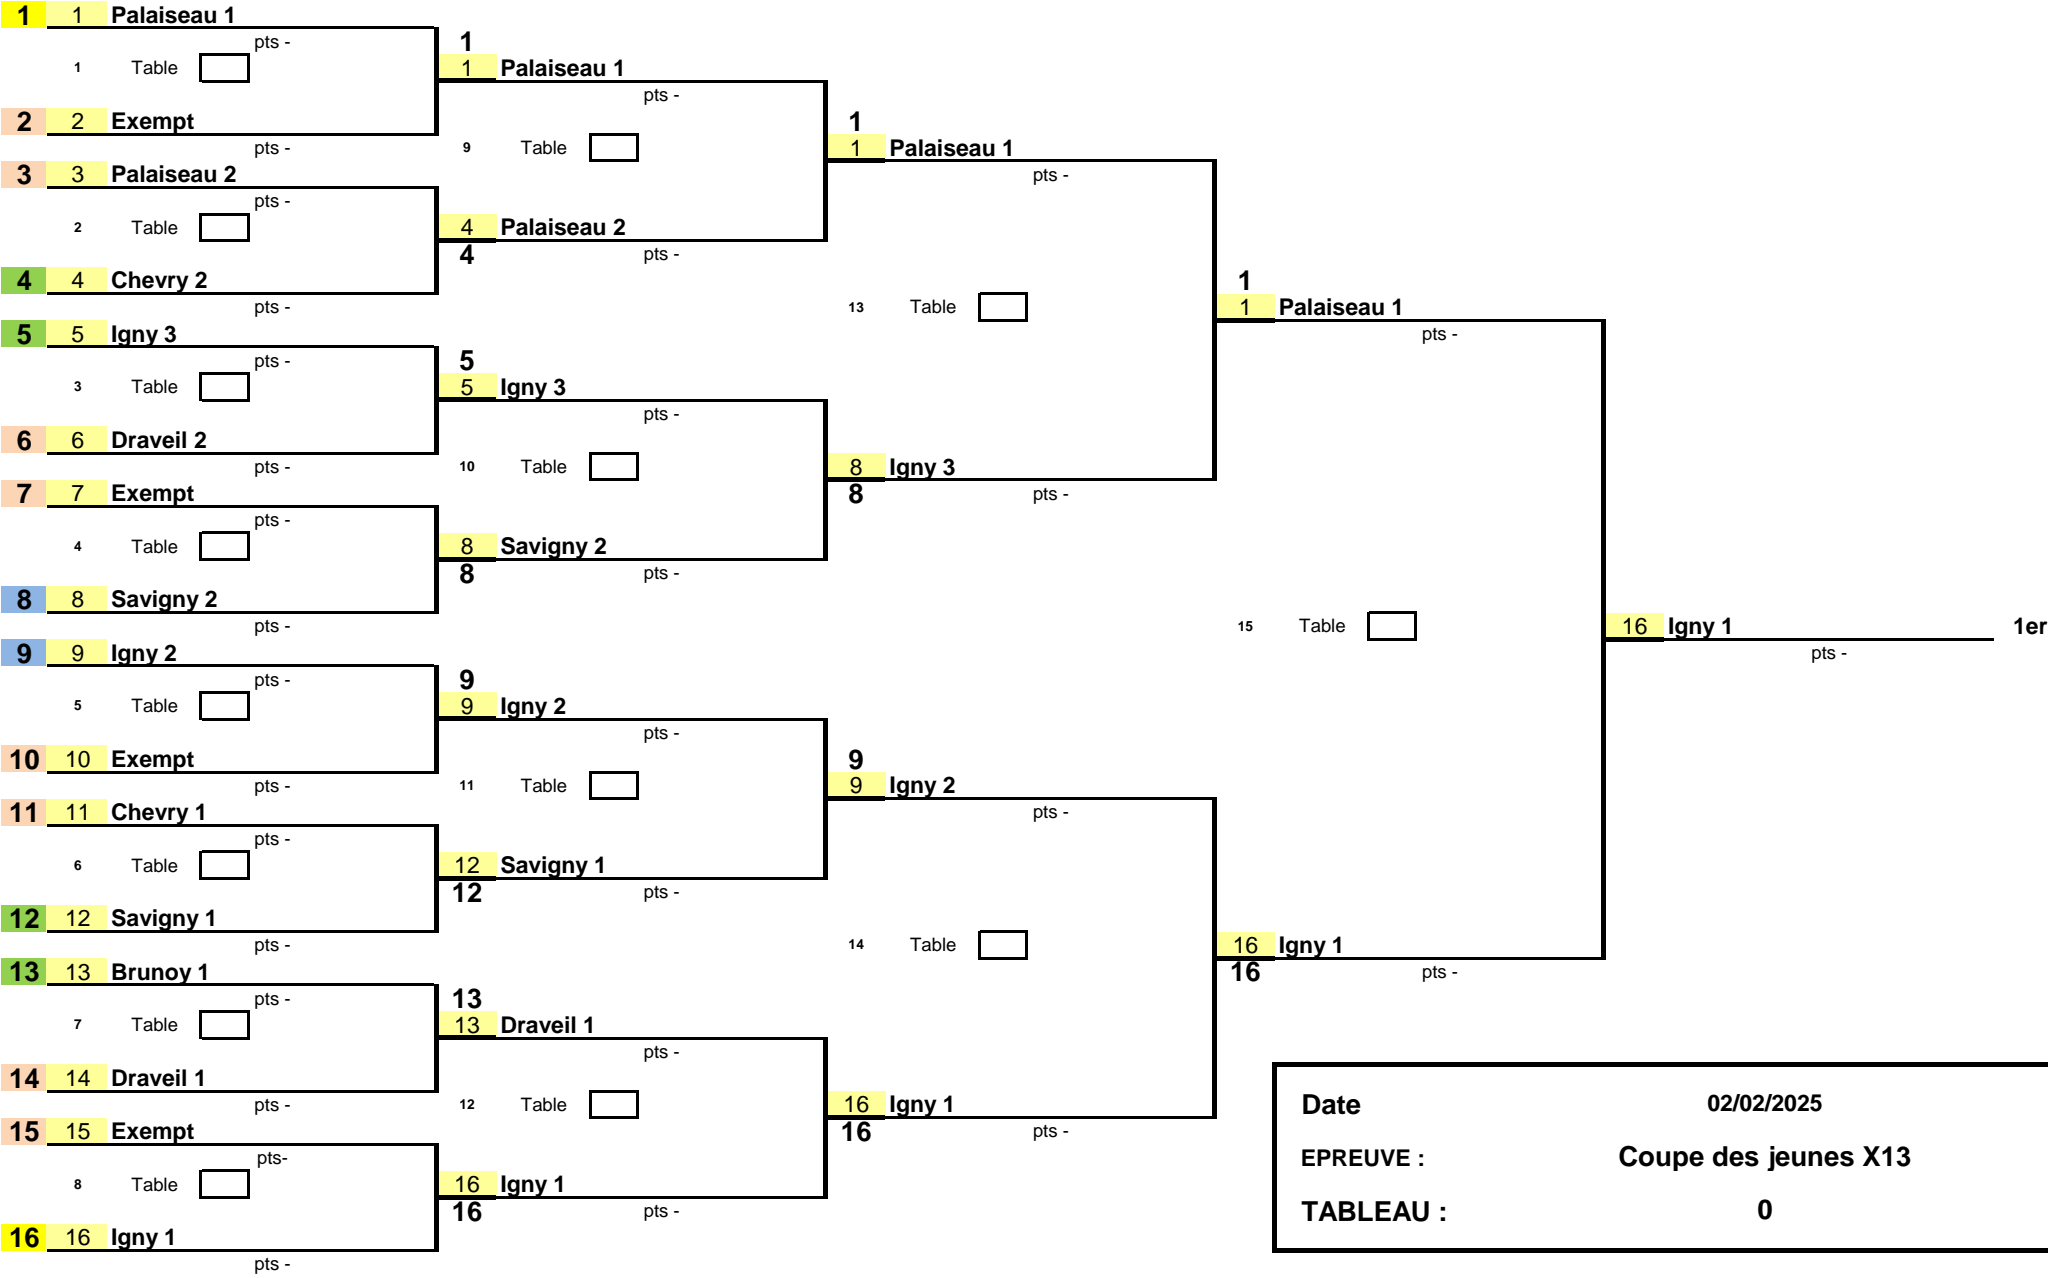 1 1 Palaiseau 1
pts - 1
1 Table 1 Palaiseau 1
pts -
2 2 Exempt 1
pts - 9 Table 1 Palaiseau 1
3 3 Palaiseau 2 pts -
pts -
2 Table 4 Palaiseau 2
4 pts -
4 4 Chevry 2 1
pts - 13 Table 1 Palaiseau 1
5 5 Igny 3 pts -
pts - 5
3 Table 5 Igny 3
pts -
6 6 Draveil 2
pts - 10 Table 8 Igny 3
7 7 Exempt 8 pts -
pts -
4 Table 8 Savigny 2
8 pts -
8 8 Savigny 2
pts - 15 Table 16 Igny 1 1er
9 9 Igny 2 pts -
pts - 9
5 Table 9 Igny 2
pts -
10 10 Exempt 9
pts - 11 Table 9 Igny 2
11 11 Chevry 1 pts -
pts -
6 Table 12 Savigny 1
12 pts -
12 12 Savigny 1
pts - 14 Table 16 Igny 1
13 13 Brunoy 1 16 pts -
pts - 13
7 Table 13 Draveil 1
pts -
14 14 Draveil 1
pts - 12 Table 16 Igny 1 Date 02/02/2025
15 15 Exempt 16 pts -
pts- EPREUVE : Coupe des jeunes X13
8 Table 16 Igny 1
16 pts - TABLEAU : 0
16 16 Igny 1
pts -